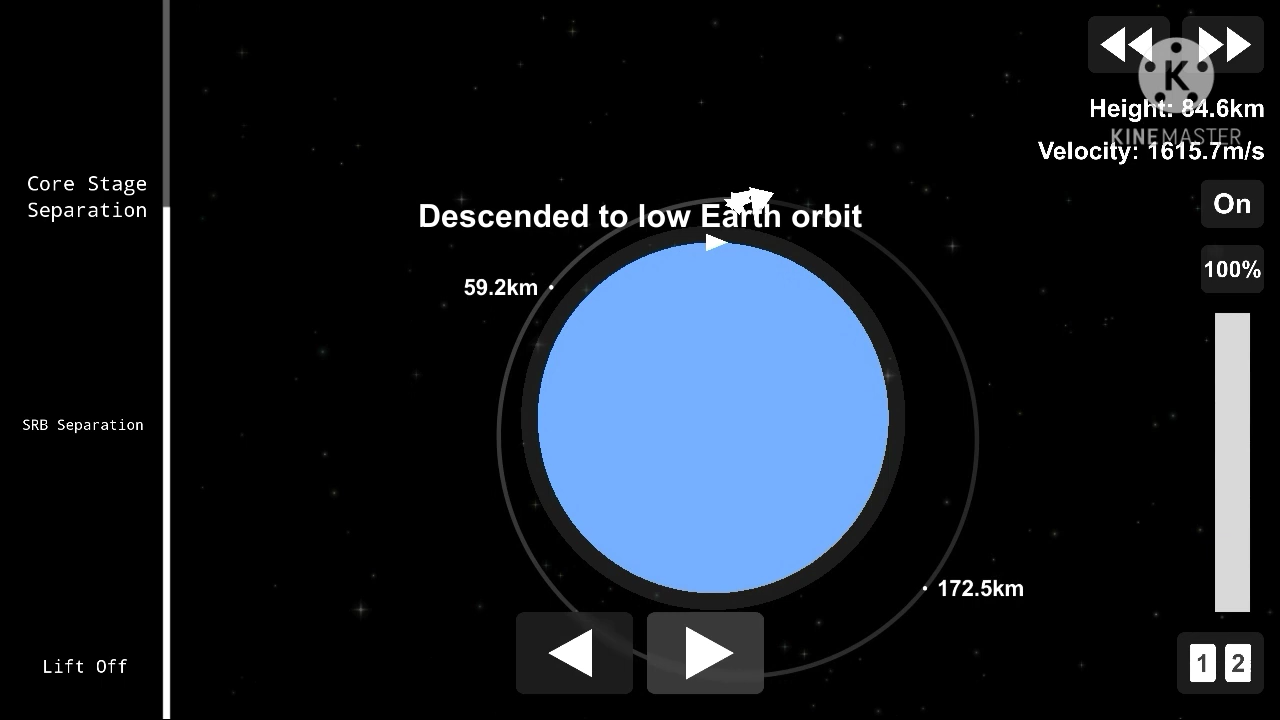 K
KINEMASTER
Height: 84.6km
Velocity: 1615.7m/s
Core Stage
Separation
On
Descended to low Earth orbit
100%
59.2km
SRB Separation
172.5km
Lift Off
1 2